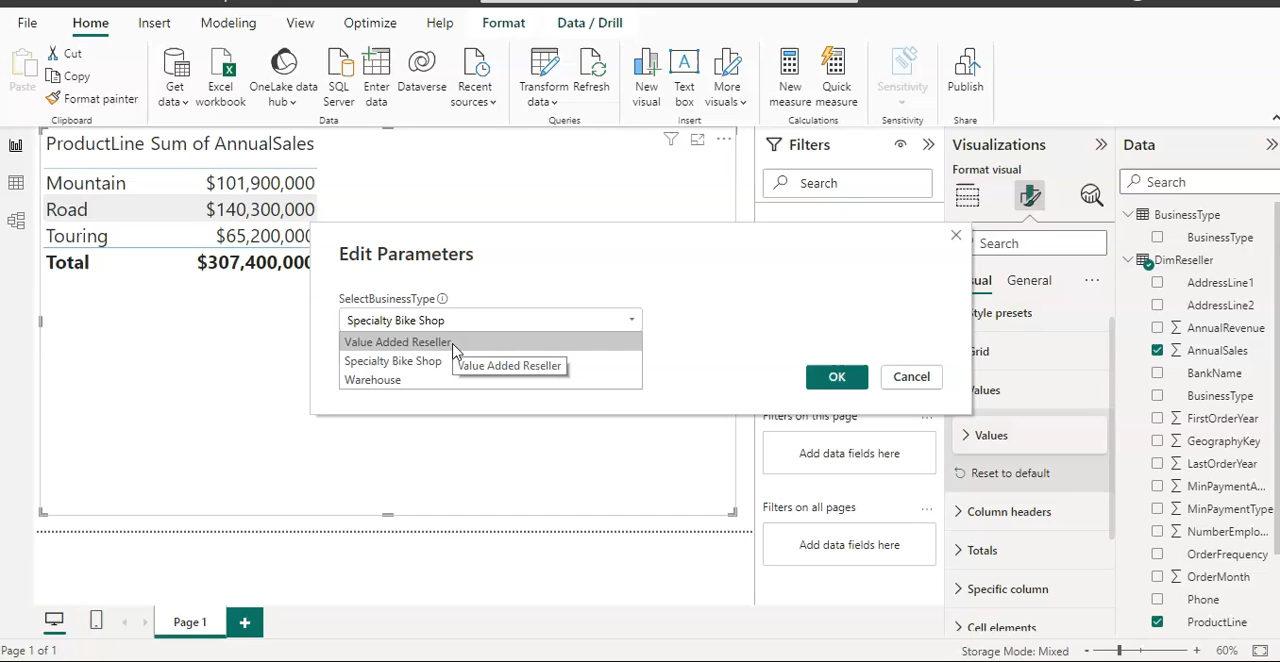 File Home Insert Modeling View Optimize Help Format Data / Drill
Paste Cut Copy Format painter
Clipboard
Get data Excel workbook OneLake data hub SQL Server Enter data Dataverse Recent sources
Data
Transform data Refresh
Queries
New visual Text box More visuals
Insert
New measure Quick measure
Calculations
Sensitivity
Sensitivity
Publish
Share
ProductLine Sum of AnnualSales
Mountain $101,900,000
Road $140,300,000
Touring $65,200,000
Total $307,400,000
Edit Parameters
SelectBusinessType
Specialty Bike Shop
Value Added Reseller
Specialty Bike Shop
Warehouse
Value Added Reseller
OK Cancel
Filters
Search
Filters on this page ...
Add data fields here
Filters on all pages ...
Add data fields here
Visualizations
Format visual
Search
General ...
Style presets
Values
Reset to default
Column headers
Totals
Specific column
Cell elements
Data
Search
BusinessType
BusinessType
DimReseller
AddressLine1
AddressLine2
AnnualRevenue
AnnualSales
BankName
BusinessType
FirstOrderYear
GeographyKey
LastOrderYear
MinPaymentA...
MinPaymentType
NumberEmplo...
OrderFrequency
OrderMonth
Phone
ProductLine
Page 1 +
Page 1 of 1
Storage Mode: Mixed - + 60%